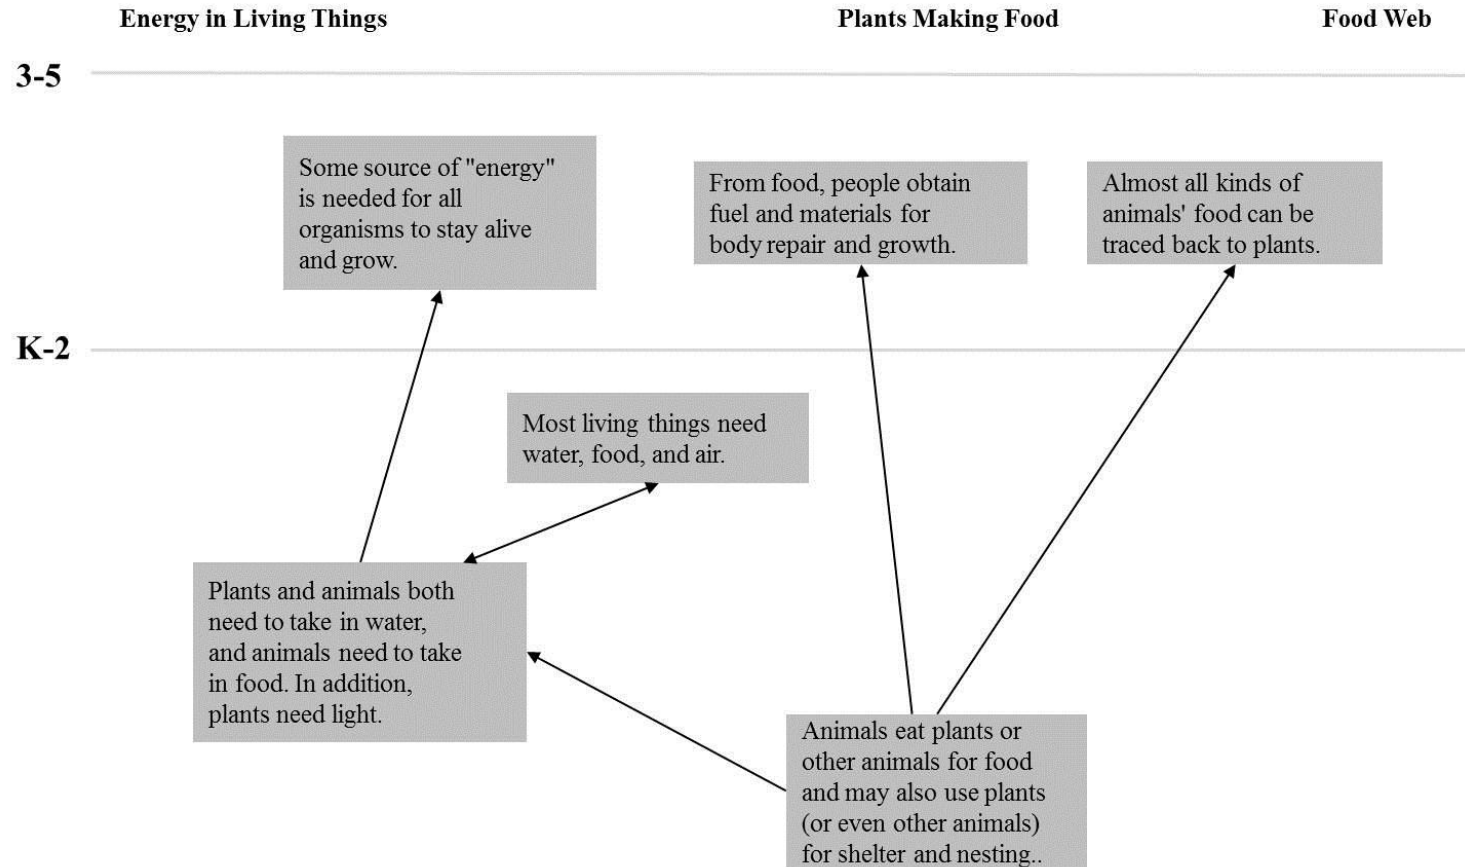 Energy in Living Things
Plants Making Food
Food Web
3-5
Some source of "energy"
is needed for all
organisms to stay alive
and grow.
From food, people obtain
fuel and materials for
body repair and growth.
Almost all kinds of
animals' food can be
traced back to plants.
K-2
Most living things need
water, food, and air.
Plants and animals both
need to take in water,
and animals need to take
in food. In addition,
plants need light.
Animals eat plants or
other animals for food
and may also use plants
(or even other animals)
for shelter and nesting..